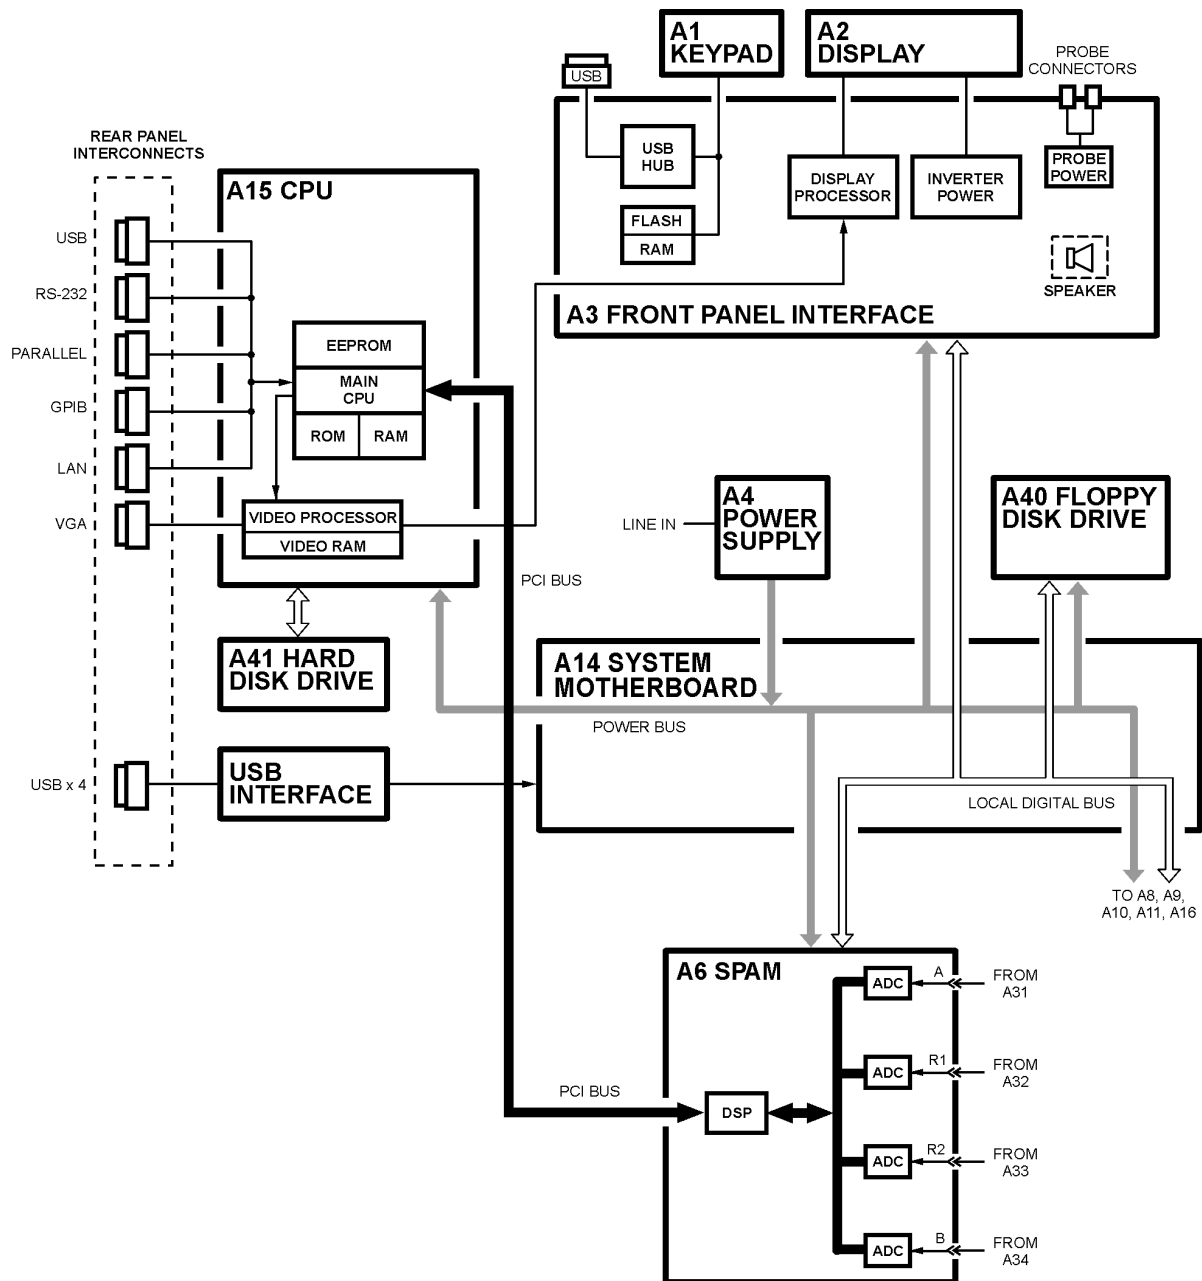 A1
KEYPAD
A2
DISPLAY
PROBE
CONNECTORS
USB
REAR PANEL
INTERCONNECTS
USB
HUB
DISPLAY
PROCESSOR
INVERTER
POWER
PROBE
POWER
FLASH
RAM
SPEAKER
A3 FRONT PANEL INTERFACE
A15 CPU
USB
RS-232
PARALLEL
GPIB
LAN
VGA
EEPROM
MAIN
CPU
ROM
RAM
VIDEO PROCESSOR
VIDEO RAM
PCI BUS
LINE IN
A4
POWER
SUPPLY
A40 FLOPPY
DISK DRIVE
A41 HARD
DISK DRIVE
A14 SYSTEM
MOTHERBOARD
POWER BUS
USB x 4
USB
INTERFACE
LOCAL DIGITAL BUS
TO A8, A9,
A10, A11, A16
A6 SPAM
PCI BUS
DSP
ADC
A
FROM
A31
ADC
R1
FROM
A32
ADC
R2
FROM
A33
ADC
B
FROM
A34